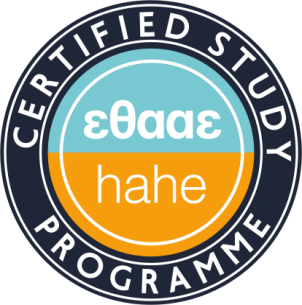 CERTIFIED STUDY
εθααε
hahe
PROGRAMME